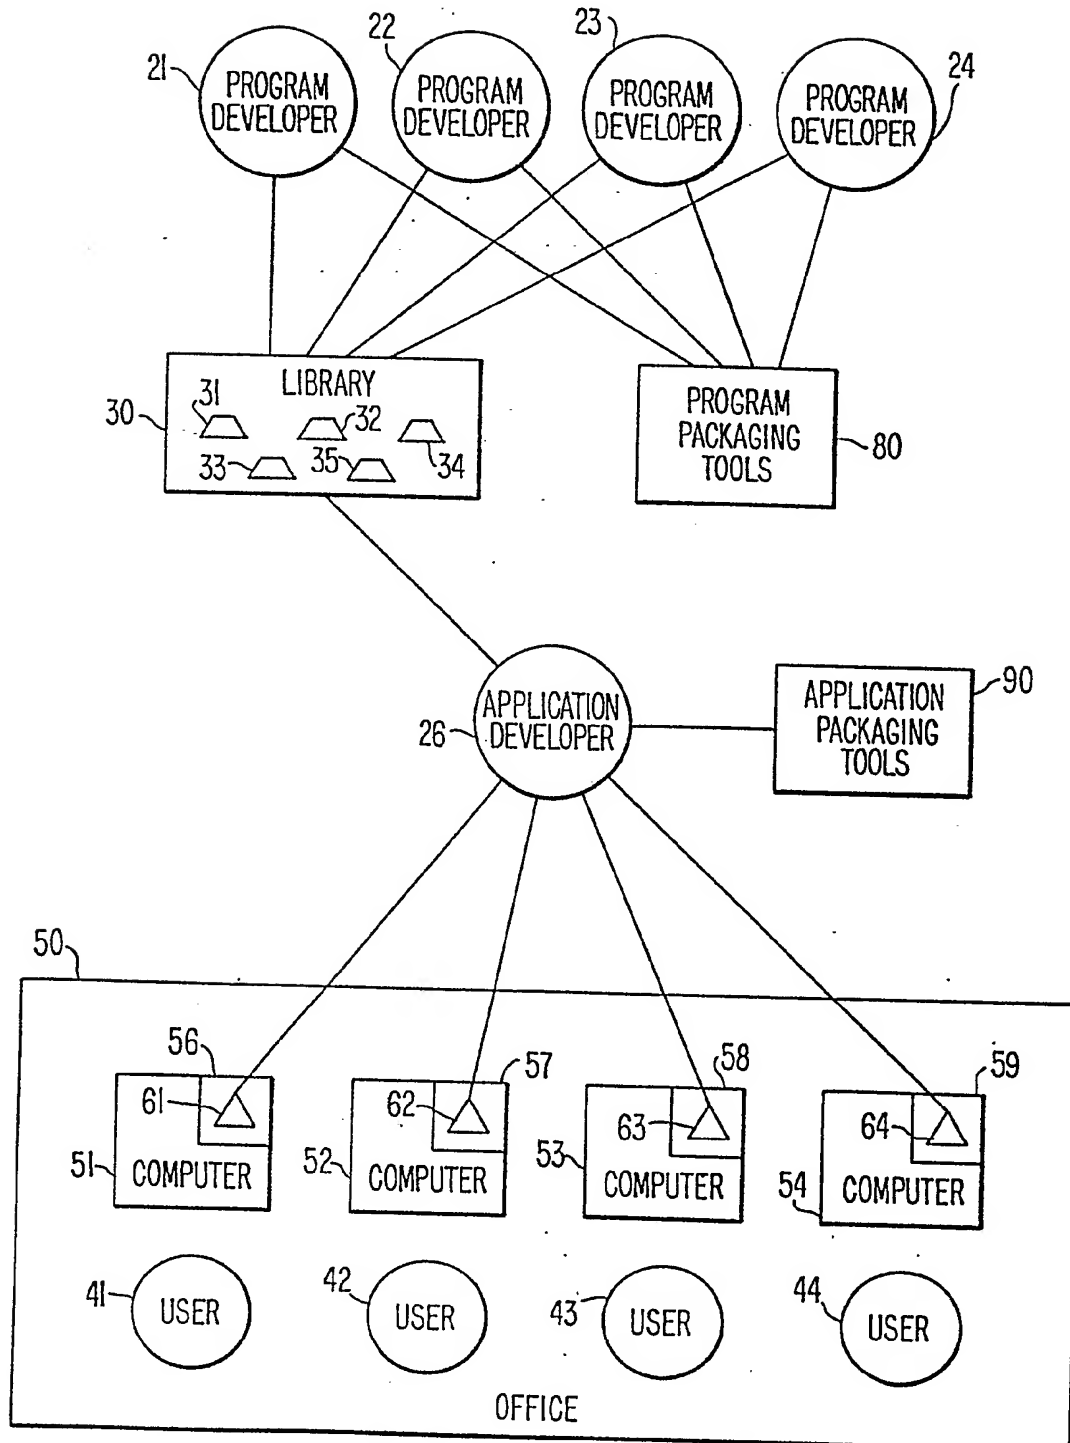 21
PROGRAM
DEVELOPER
22
PROGRAM
DEVELOPER
23
PROGRAM
DEVELOPER
24
PROGRAM
DEVELOPER
30
LIBRARY
31
32
34
33
35
PROGRAM
PACKAGING
TOOLS
80
26
APPLICATION
DEVELOPER
APPLICATION
PACKAGING
TOOLS
90
50
56
61
51
COMPUTER
57
62
52
COMPUTER
58
63
53
COMPUTER
59
64
54
COMPUTER
41
USER
42
USER
43
USER
44
USER
OFFICE